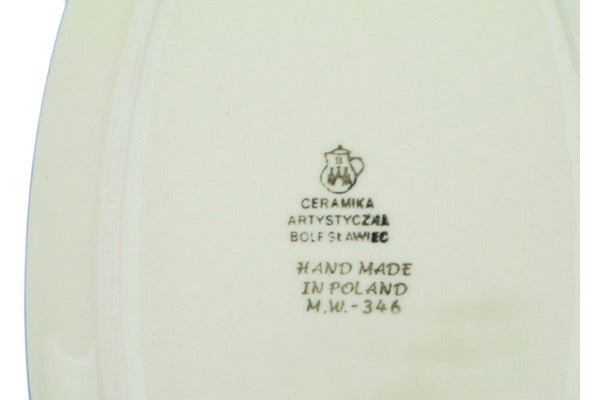 B
CERAMIKA
ARTYSTYCZNA
BOLESŁAWIEC
HAND MADE
IN POLAND
M.W.-346